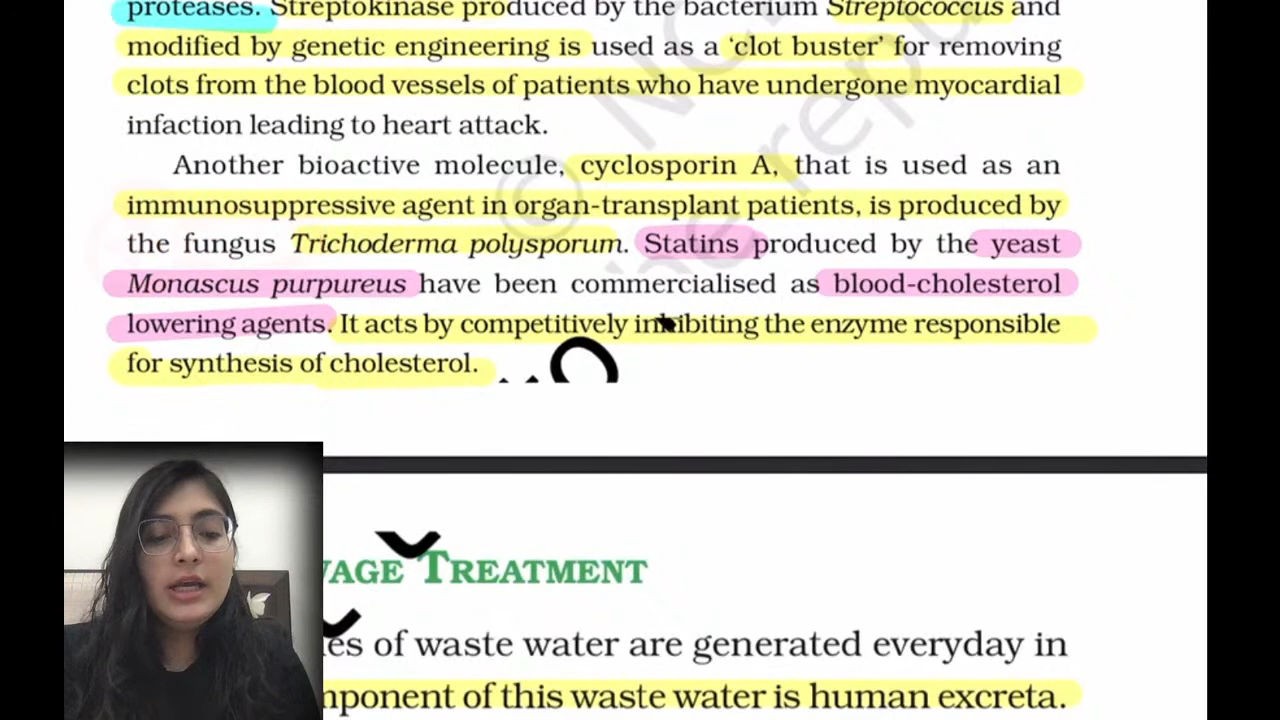 proteases. Streptokinase produced by the bacterium Streptococcus and
modified by genetic engineering is used as a ‘clot buster’ for removing
clots from the blood vessels of patients who have undergone myocardial
infaction leading to heart attack.
Another bioactive molecule, cyclosporin A, that is used as an
immunosuppressive agent in organ-transplant patients, is produced by
the fungus Trichoderma polysporum. Statins produced by the yeast
Monascus purpureus have been commercialised as blood-cholesterol
lowering agents. It acts by competitively inhibiting the enzyme responsible
for synthesis of cholesterol.
TREATMENT
of waste water are generated everyday in
of this waste water is human excreta.